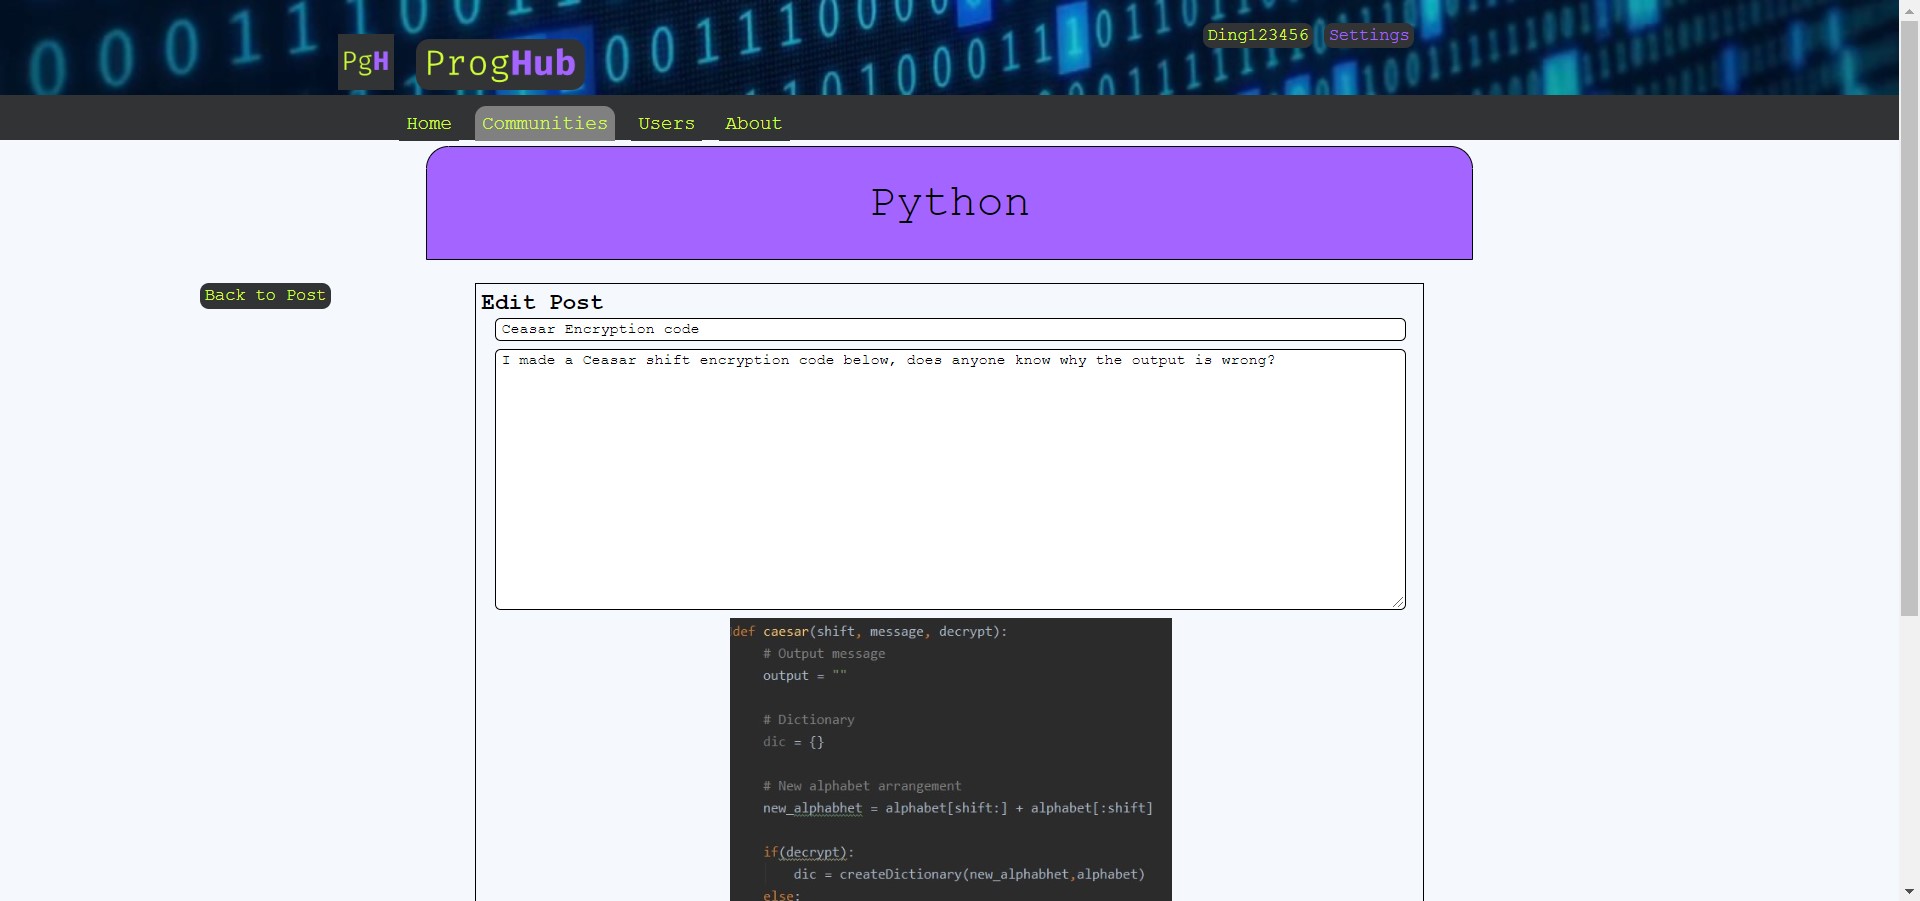 PgH ProgHub
Ding123456 Settings
Home Communities Users About
Python
Back to Post
Edit Post
Ceasar Encryption code
I made a Ceasar shift encryption code below, does anyone know why the output is wrong?
def caesar(shift, message, decrypt):
# Output message
output = ""
# Dictionary
dic = {}
# New alphabet arrangement
new_alphabhet = alphabet[shift:] + alphabet[:shift]
if(decrypt):
dic = createDictionary(new_alphabhet,alphabet)
else: